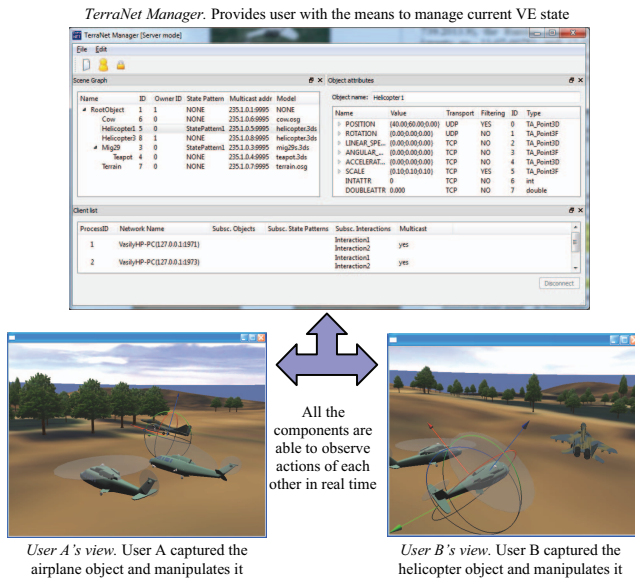 TerraNet Manager. Provides user with the means to manage current VE state
TerraNet Manager [Server mode]
File Edit
Scene Graph
Object attributes
Object name: Helicopter1
Name ID Owner ID State Pattern Multicast addr Model
RootObject 1 1 NONE 235.1.0.1:9995 NONE
Cow 6 0 NONE 235.1.0.6:9995 cow.osg
Helicopter1 5 0 StatePattern1 235.1.0.5:9995 helicopter.3ds
Helicopter3 8 1 NONE 235.1.0.8:9995 helicopter.3ds
Mig29 3 0 StatePattern1 235.1.0.3:9995 mig29s.3ds
Teapot 4 0 NONE 235.1.0.4:9995 teapot.3ds
Terrain 7 0 NONE 235.1.0.7:9995 terrain.osg
Name Value Transport Filtering ID Type
POSITION (40.00;60.00;0.00) UDP YES 0 TA_Point3D
ROTATION (0.00;0.00;0.00) UDP NO 1 TA_Point3F
LINEAR_SPE... (0.00;0.00;0.00) TCP NO 2 TA_Point3D
ANGULAR_... (0.00;0.00;0.00) TCP NO 3 TA_Point3F
ACCELERAT... (0.00;0.00;0.00) TCP NO 4 TA_Point3D
SCALE (0.10;0.10;0.10) TCP YES 5 TA_Point3F
INTATTR 0 TCP NO 6 int
DOUBLEATTR 0.000 TCP NO 7 double
Client list
ProcessID Network Name Subsc. Objects Subsc. State Patterns Subsc. Interactions Multicast
1 VasilyHP-PC(127.0.0.1:1971) Interaction1 yes
Interaction2
2 VasilyHP-PC(127.0.0.1:1973) Interaction1 yes
Interaction2
Disconnect
All the
components are
able to observe
actions of each
other in real time
User A's view. User A captured the
airplane object and manipulates it
User B's view. User B captured the
helicopter object and manipulates it